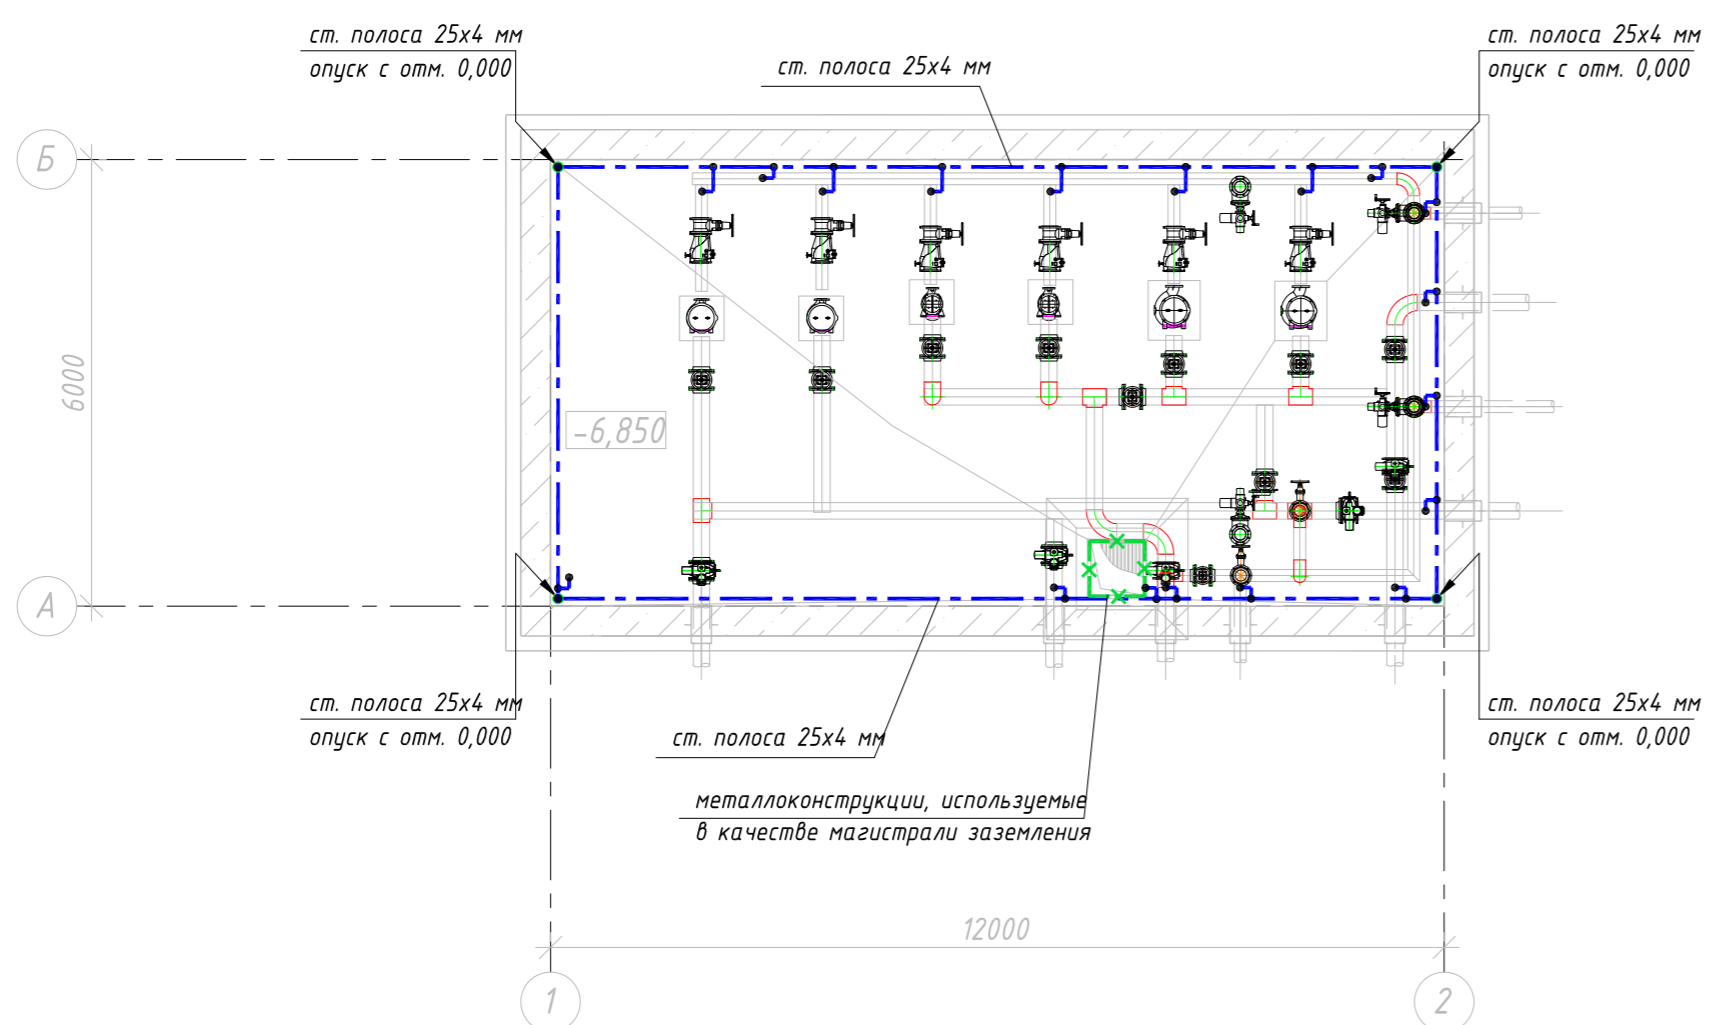 ст. полоса 25х4 мм
опуск с отм. 0,000
ст. полоса 25х4 мм
ст. полоса 25х4 мм
опуск с отм. 0,000
Б
6000
-6,850
А
ст. полоса 25х4 мм
опуск с отм. 0,000
ст. полоса 25х4 мм
ст. полоса 25х4 мм
опуск с отм. 0,000
металлоконструкции, используемые
в качестве магистрали заземления
12000
1
2